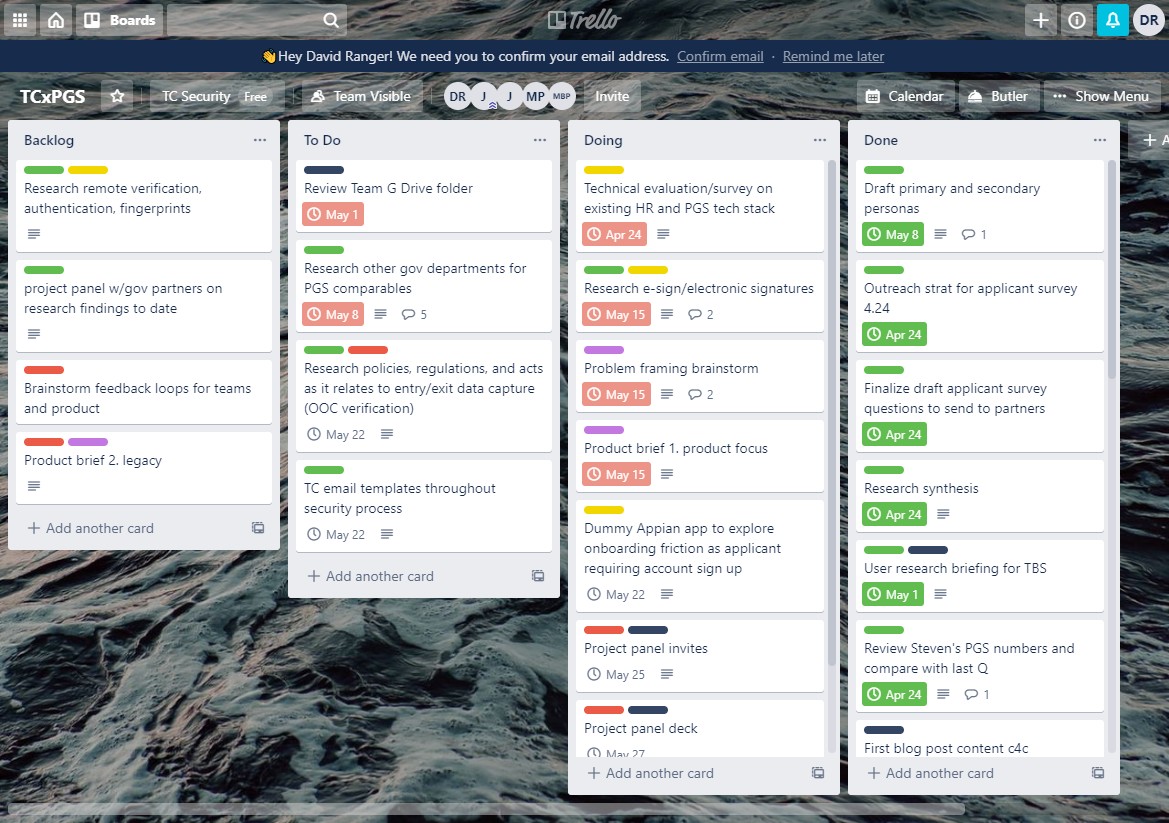 Boards
Trello
DR
👋Hey David Ranger! We need you to confirm your email address. Confirm email · Remind me later
TCxPGS
TC Security Free
Team Visible
DR J J MP MBP
Invite
Calendar
Butler
Show Menu
Backlog
Research remote verification,
authentication, fingerprints
project panel w/gov partners on
research findings to date
Brainstorm feedback loops for teams
and product
Product brief 2. legacy
+ Add another card
To Do
Review Team G Drive folder
May 1
Research other gov departments for
PGS comparables
May 8 5
Research policies, regulations, and acts
as it relates to entry/exit data capture
(OOC verification)
May 22
TC email templates throughout
security process
May 22
+ Add another card
Doing
Technical evaluation/survey on
existing HR and PGS tech stack
Apr 24
Research e-sign/electronic signatures
May 15 2
Problem framing brainstorm
May 15 2
Product brief 1. product focus
May 15
Dummy Appian app to explore
onboarding friction as applicant
requiring account sign up
May 22
Project panel invites
May 25
Project panel deck
May 27
+ Add another card
Done
Draft primary and secondary
personas
May 8 1
Outreach strat for applicant survey
4.24
Apr 24
Finalize draft applicant survey
questions to send to partners
Apr 24
Research synthesis
Apr 24
User research briefing for TBS
May 1
Review Steven's PGS numbers and
compare with last Q
Apr 24 1
First blog post content c4c
+ Add another card
+ A